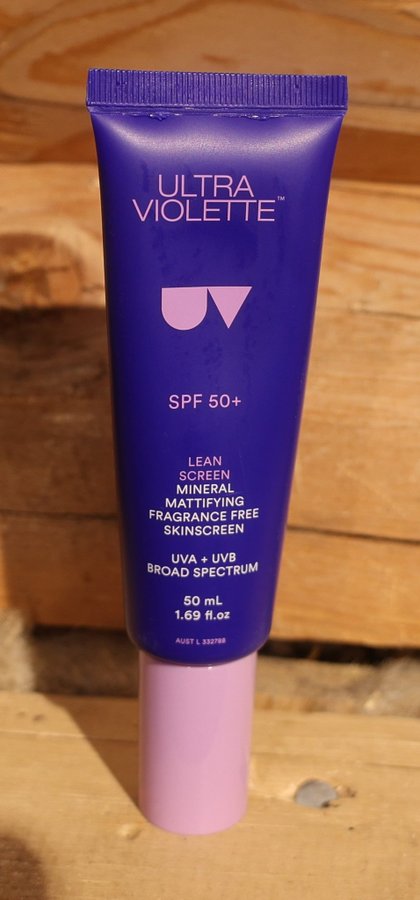 ULTRA
VIOLETTE™
UV
SPF 50+
LEAN
SCREEN
MINERAL
MATTIFYING
FRAGRANCE FREE
SKINSCREEN
UVA + UVB
BROAD SPECTRUM
50 mL
1.69 fl.oz
AUST L 332788